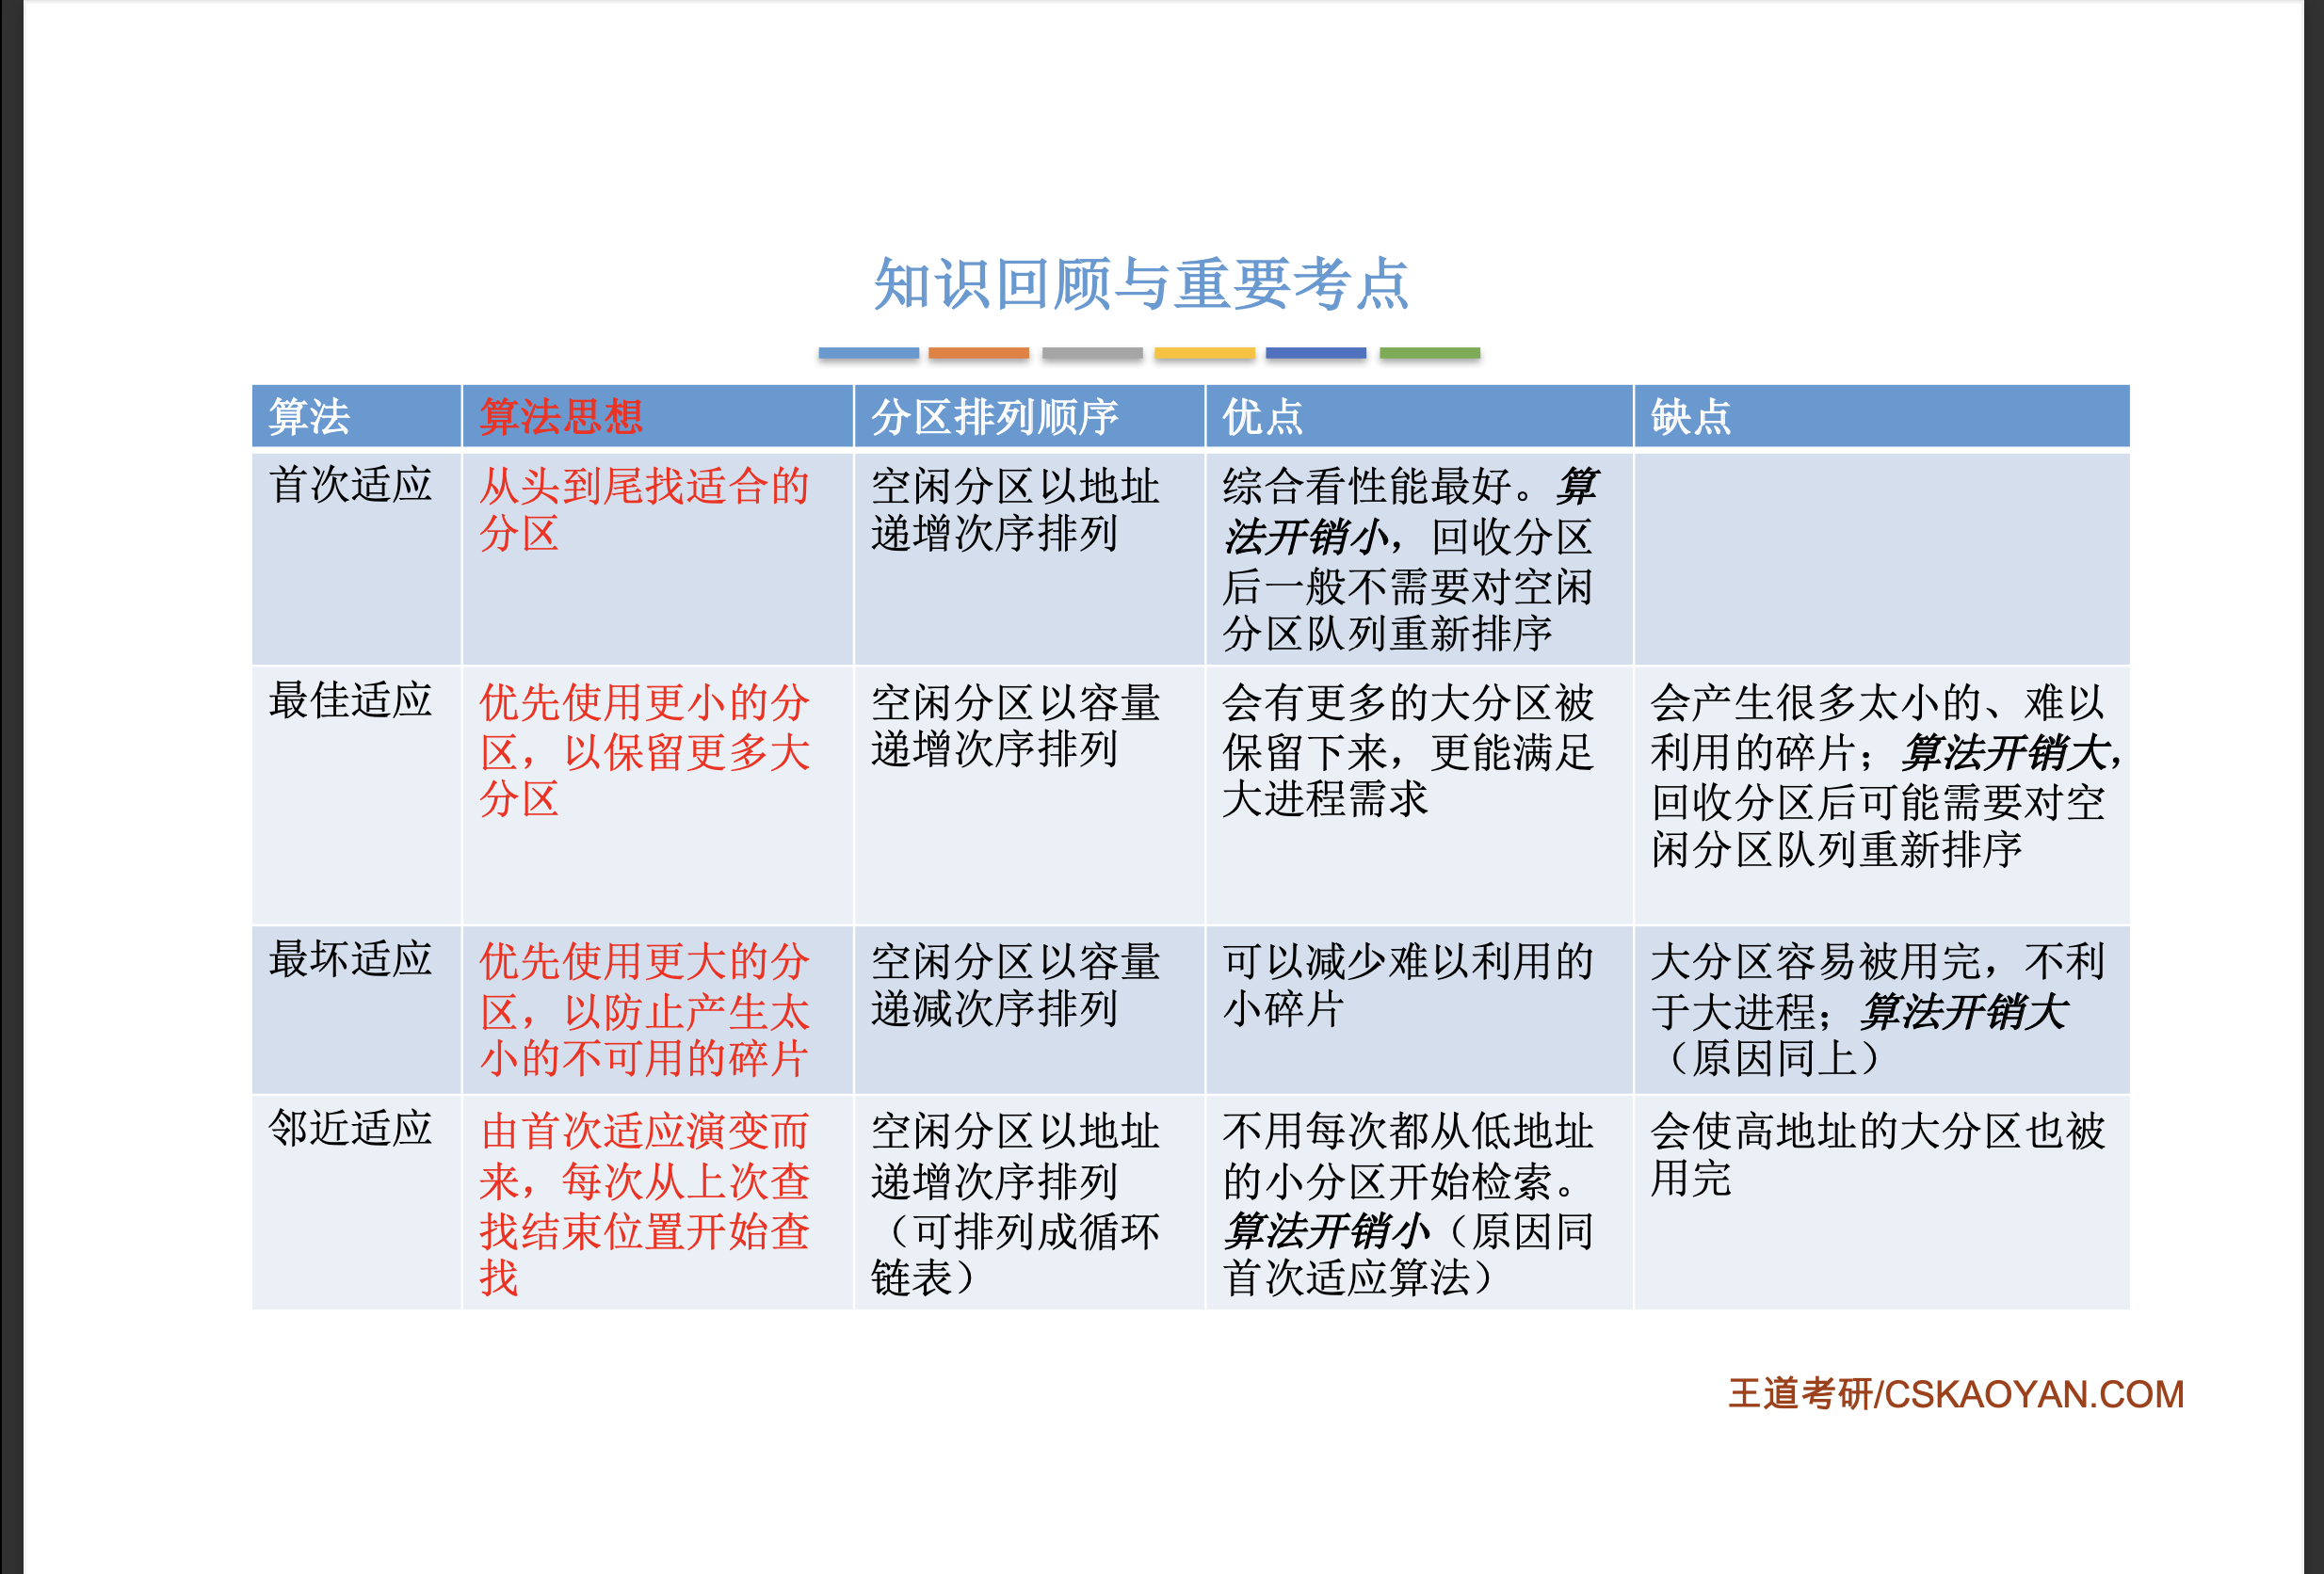 知识回顾与重要考点
算法
算法思想
分区排列顺序
优点
缺点
首次适应
从头到尾找适合的
分区
空闲分区以地址
递增次序排列
综合看性能最好。算
法开销小，回收分区
后一般不需要对空闲
分区队列重新排序
最佳适应
优先使用更小的分
区，以保留更多大
分区
空闲分区以容量
递增次序排列
会有更多的大分区被
保留下来，更能满足
大进程需求
会产生很多太小的、难以
利用的碎片；算法开销大，
回收分区后可能需要对空
闲分区队列重新排序
最坏适应
优先使用更大的分
区，以防止产生太
小的不可用的碎片
空闲分区以容量
递减次序排列
可以减少难以利用的
小碎片
大分区容易被用完，不利
于大进程；算法开销大
（原因同上）
邻近适应
由首次适应演变而
来，每次从上次查
找结束位置开始查
找
空闲分区以地址
递增次序排列
（可排列成循环
链表）
不用每次都从低地址
的小分区开始检索。
算法开销小（原因同
首次适应算法）
会使高地址的大分区也被
用完
王道考研/CSKAOYAN.COM